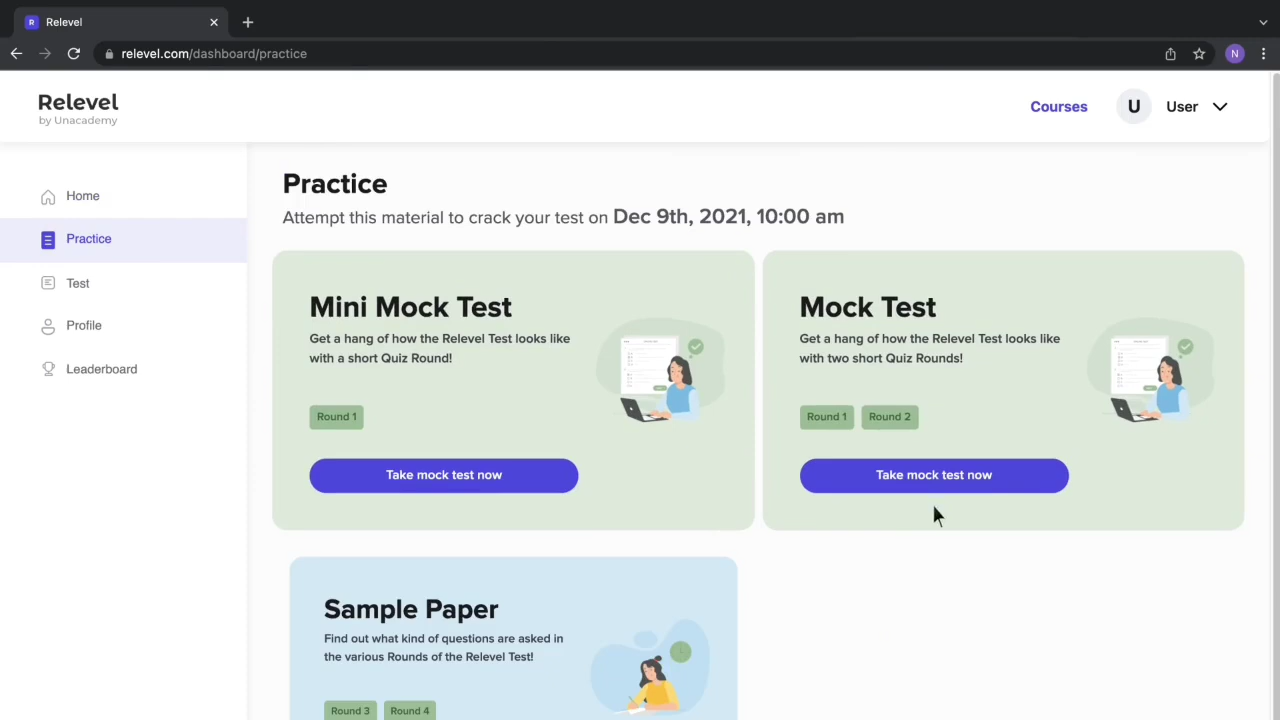 R Relevel
relevel.com/dashboard/practice
N
Relevel
by Unacademy
Courses
U
User
Home
Practice
Test
Profile
Leaderboard
Practice
Attempt this material to crack your test on Dec 9th, 2021, 10:00 am
Mini Mock Test
Get a hang of how the Relevel Test looks like
with a short Quiz Round!
Round 1
Take mock test now
Mock Test
Get a hang of how the Relevel Test looks like
with two short Quiz Rounds!
Round 1 Round 2
Take mock test now
Sample Paper
Find out what kind of questions are asked in
the various Rounds of the Relevel Test!
Round 3 Round 4